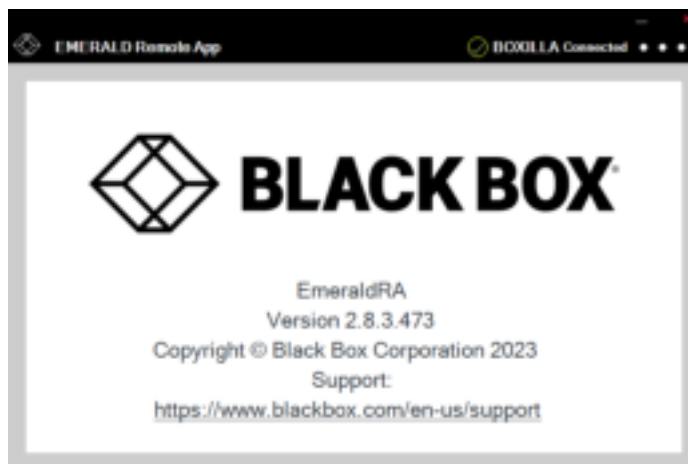 EMERALD Remote App
BOXILLA Connected
BLACK BOX
EmeraldRA
Version 2.8.3.473
Copyright © Black Box Corporation 2023
Support:
https://www.blackbox.com/en-us/support